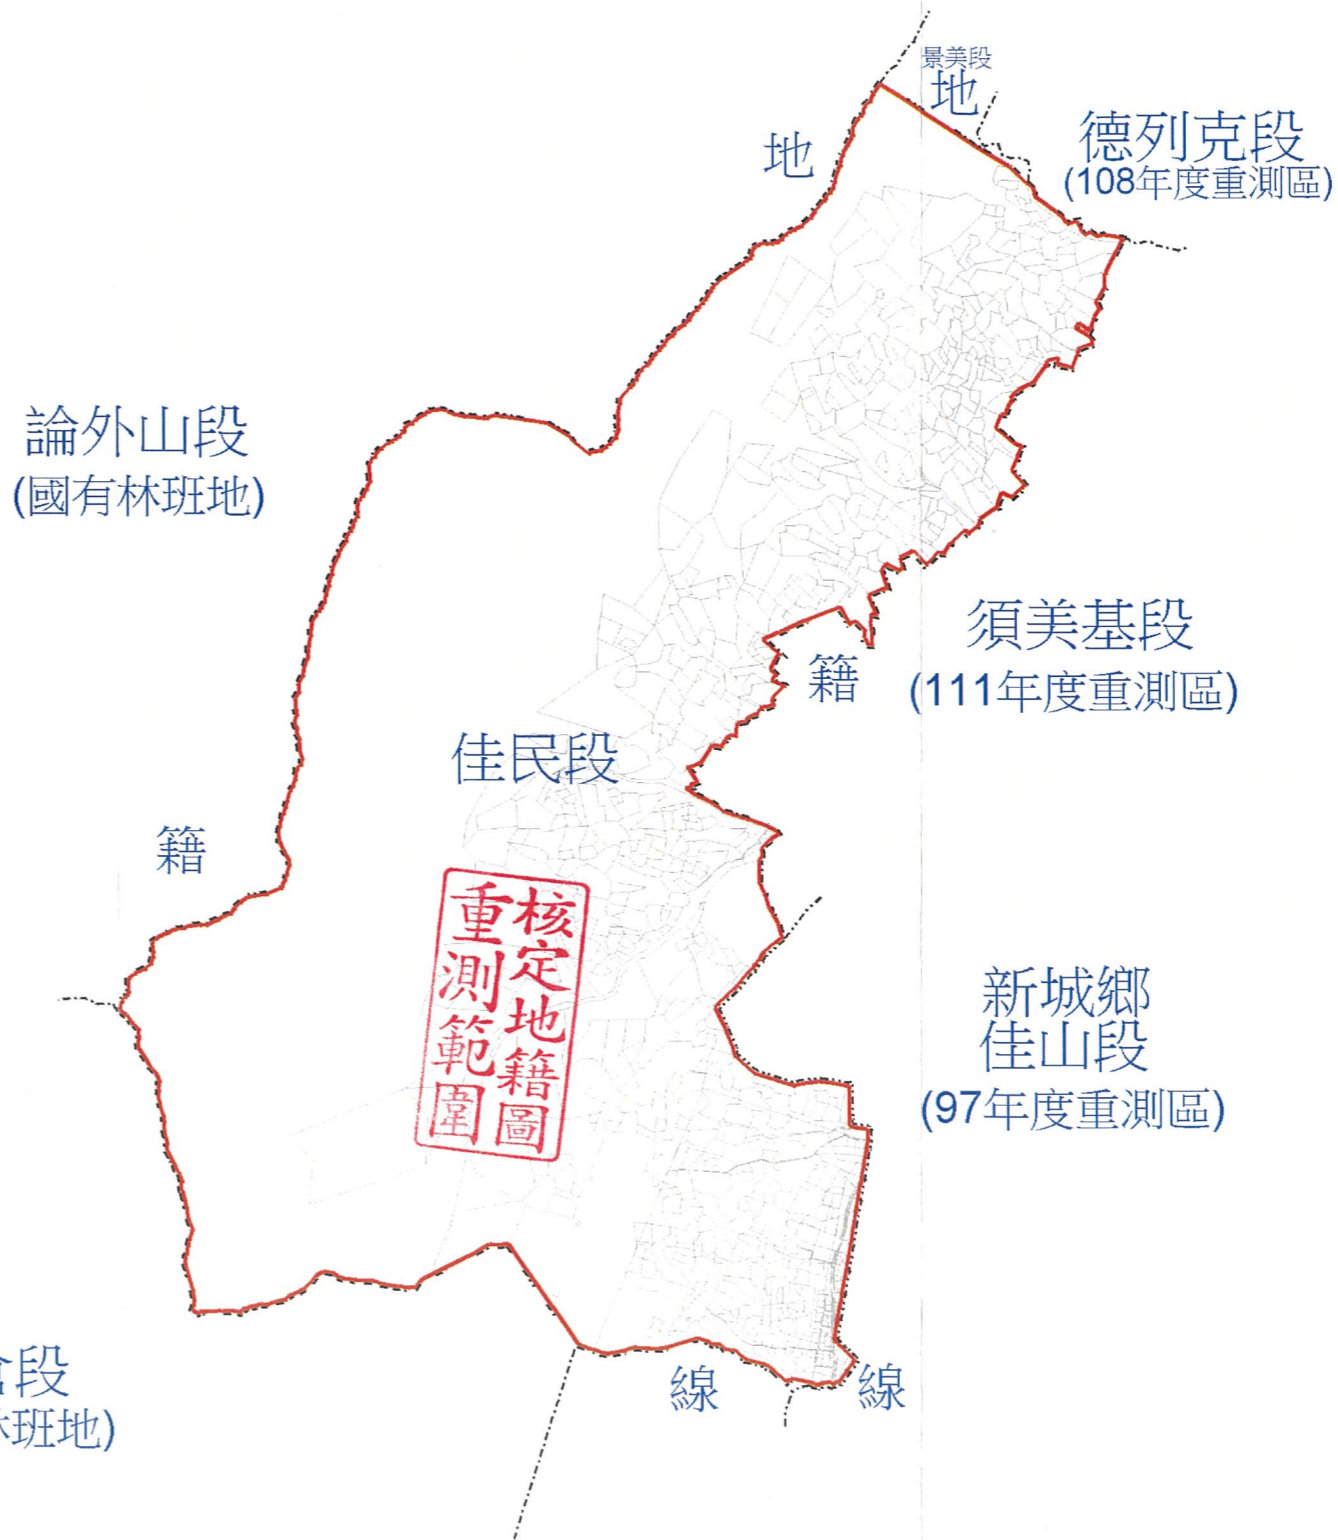 景美段
地
地
德列克段
(108年度重測區)
論外山段
(國有林班地)
須美基段
(111年度重測區)
籍
佳民段
籍
核定地籍圖
重測範圍
新城鄉
佳山段
(97年度重測區)
段
班地)
線
線